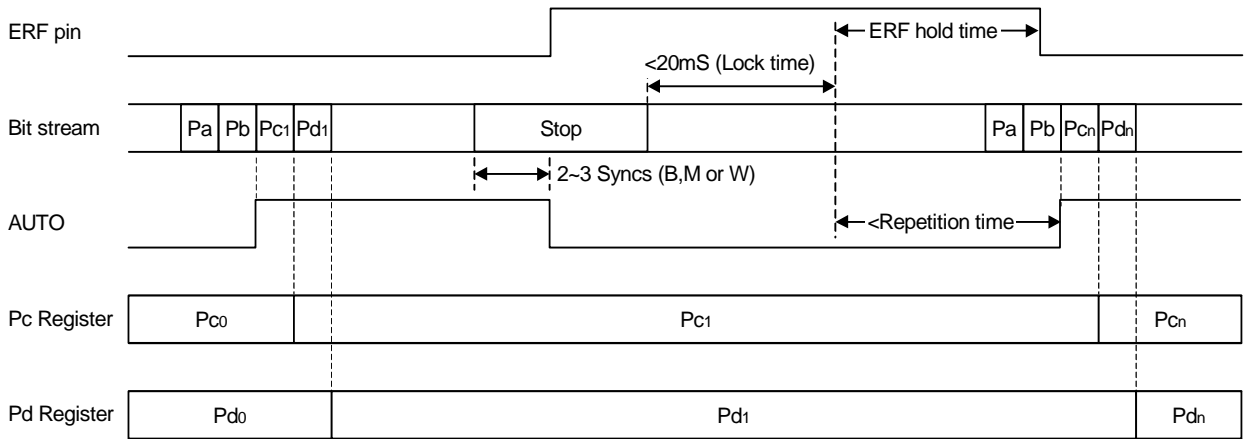 ERF pin
ERF hold time
<20mS (Lock time)
Bit stream
Pa Pb Pc1 Pd1 Stop Pa Pb Pcn Pdn
2~3 Syncs (B,M or W)
AUTO
<Repetition time
Pc Register Pc0 Pc1 Pcn
Pd Register Pd0 Pd1 Pdn